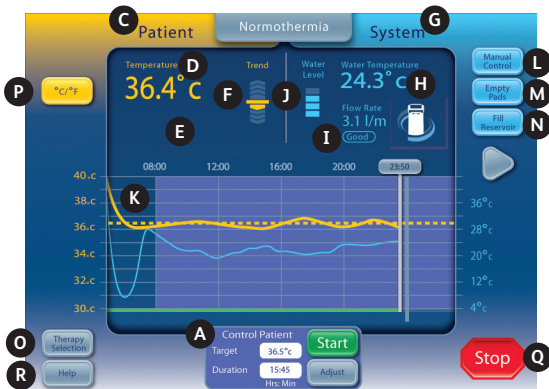 C
Patient
Normothermia
System
G
Temperature
D
36.4°c
Trend
F
E
J
Water
Level
Water Temperature
24.3°c
H
Flow Rate
3.1 l/m
Good
I
Manual
Control
L
Empty
Pads
M
Fill
Reservoir
N
P
°C/°F
08:00 12:00 16:00 20:00 23:50
40.c
38.c
36.c
34.c
32.c
30.c
K
36°c
28°c
20°c
12°c
4°c
A
Control Patient
Target 36.5°c
Start
Duration 15:45
Hrs: Min
Adjust
O
Therapy
Selection
R
Help
Stop
Q